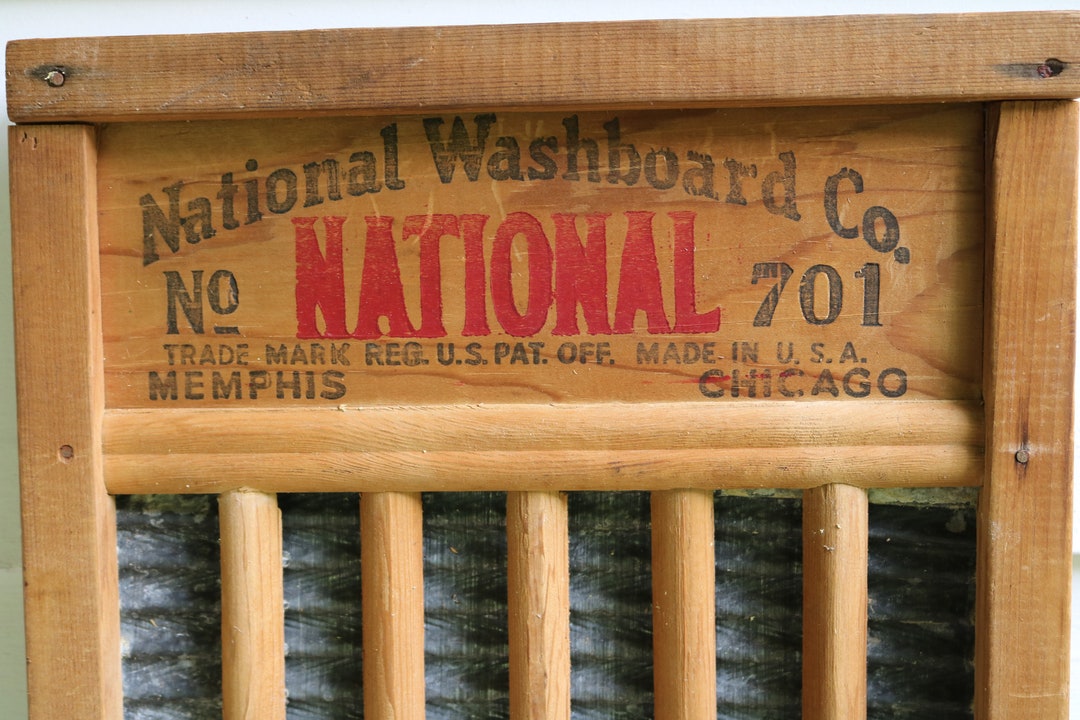 National Washboard Co.
No NATIONAL 701
TRADE MARK REG. U.S. PAT. OFF. MADE IN U.S.A.
MEMPHIS CHICAGO